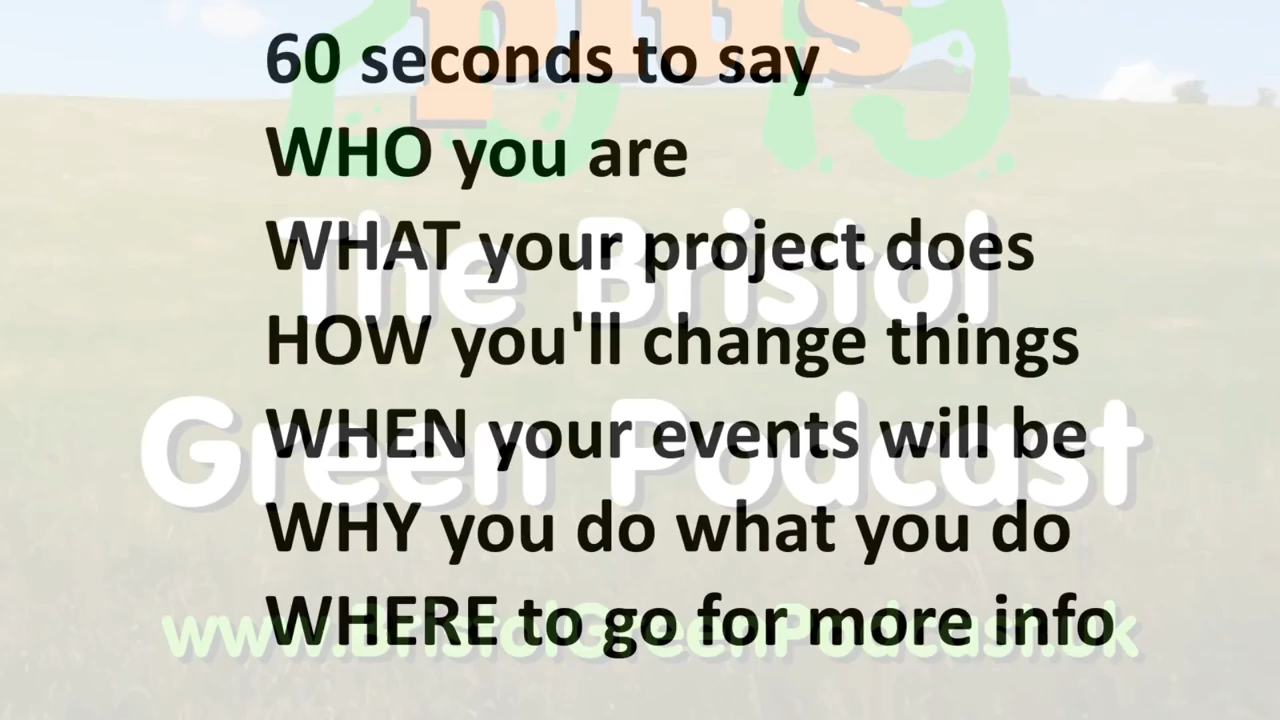 plus
60 seconds to say
WHO you are
WHAT your project does
HOW you'll change things
WHEN your events will be
WHY you do what you do
WHERE to go for more info
The Bristol
Green Podcast
www.BristolGreenPodcast.uk